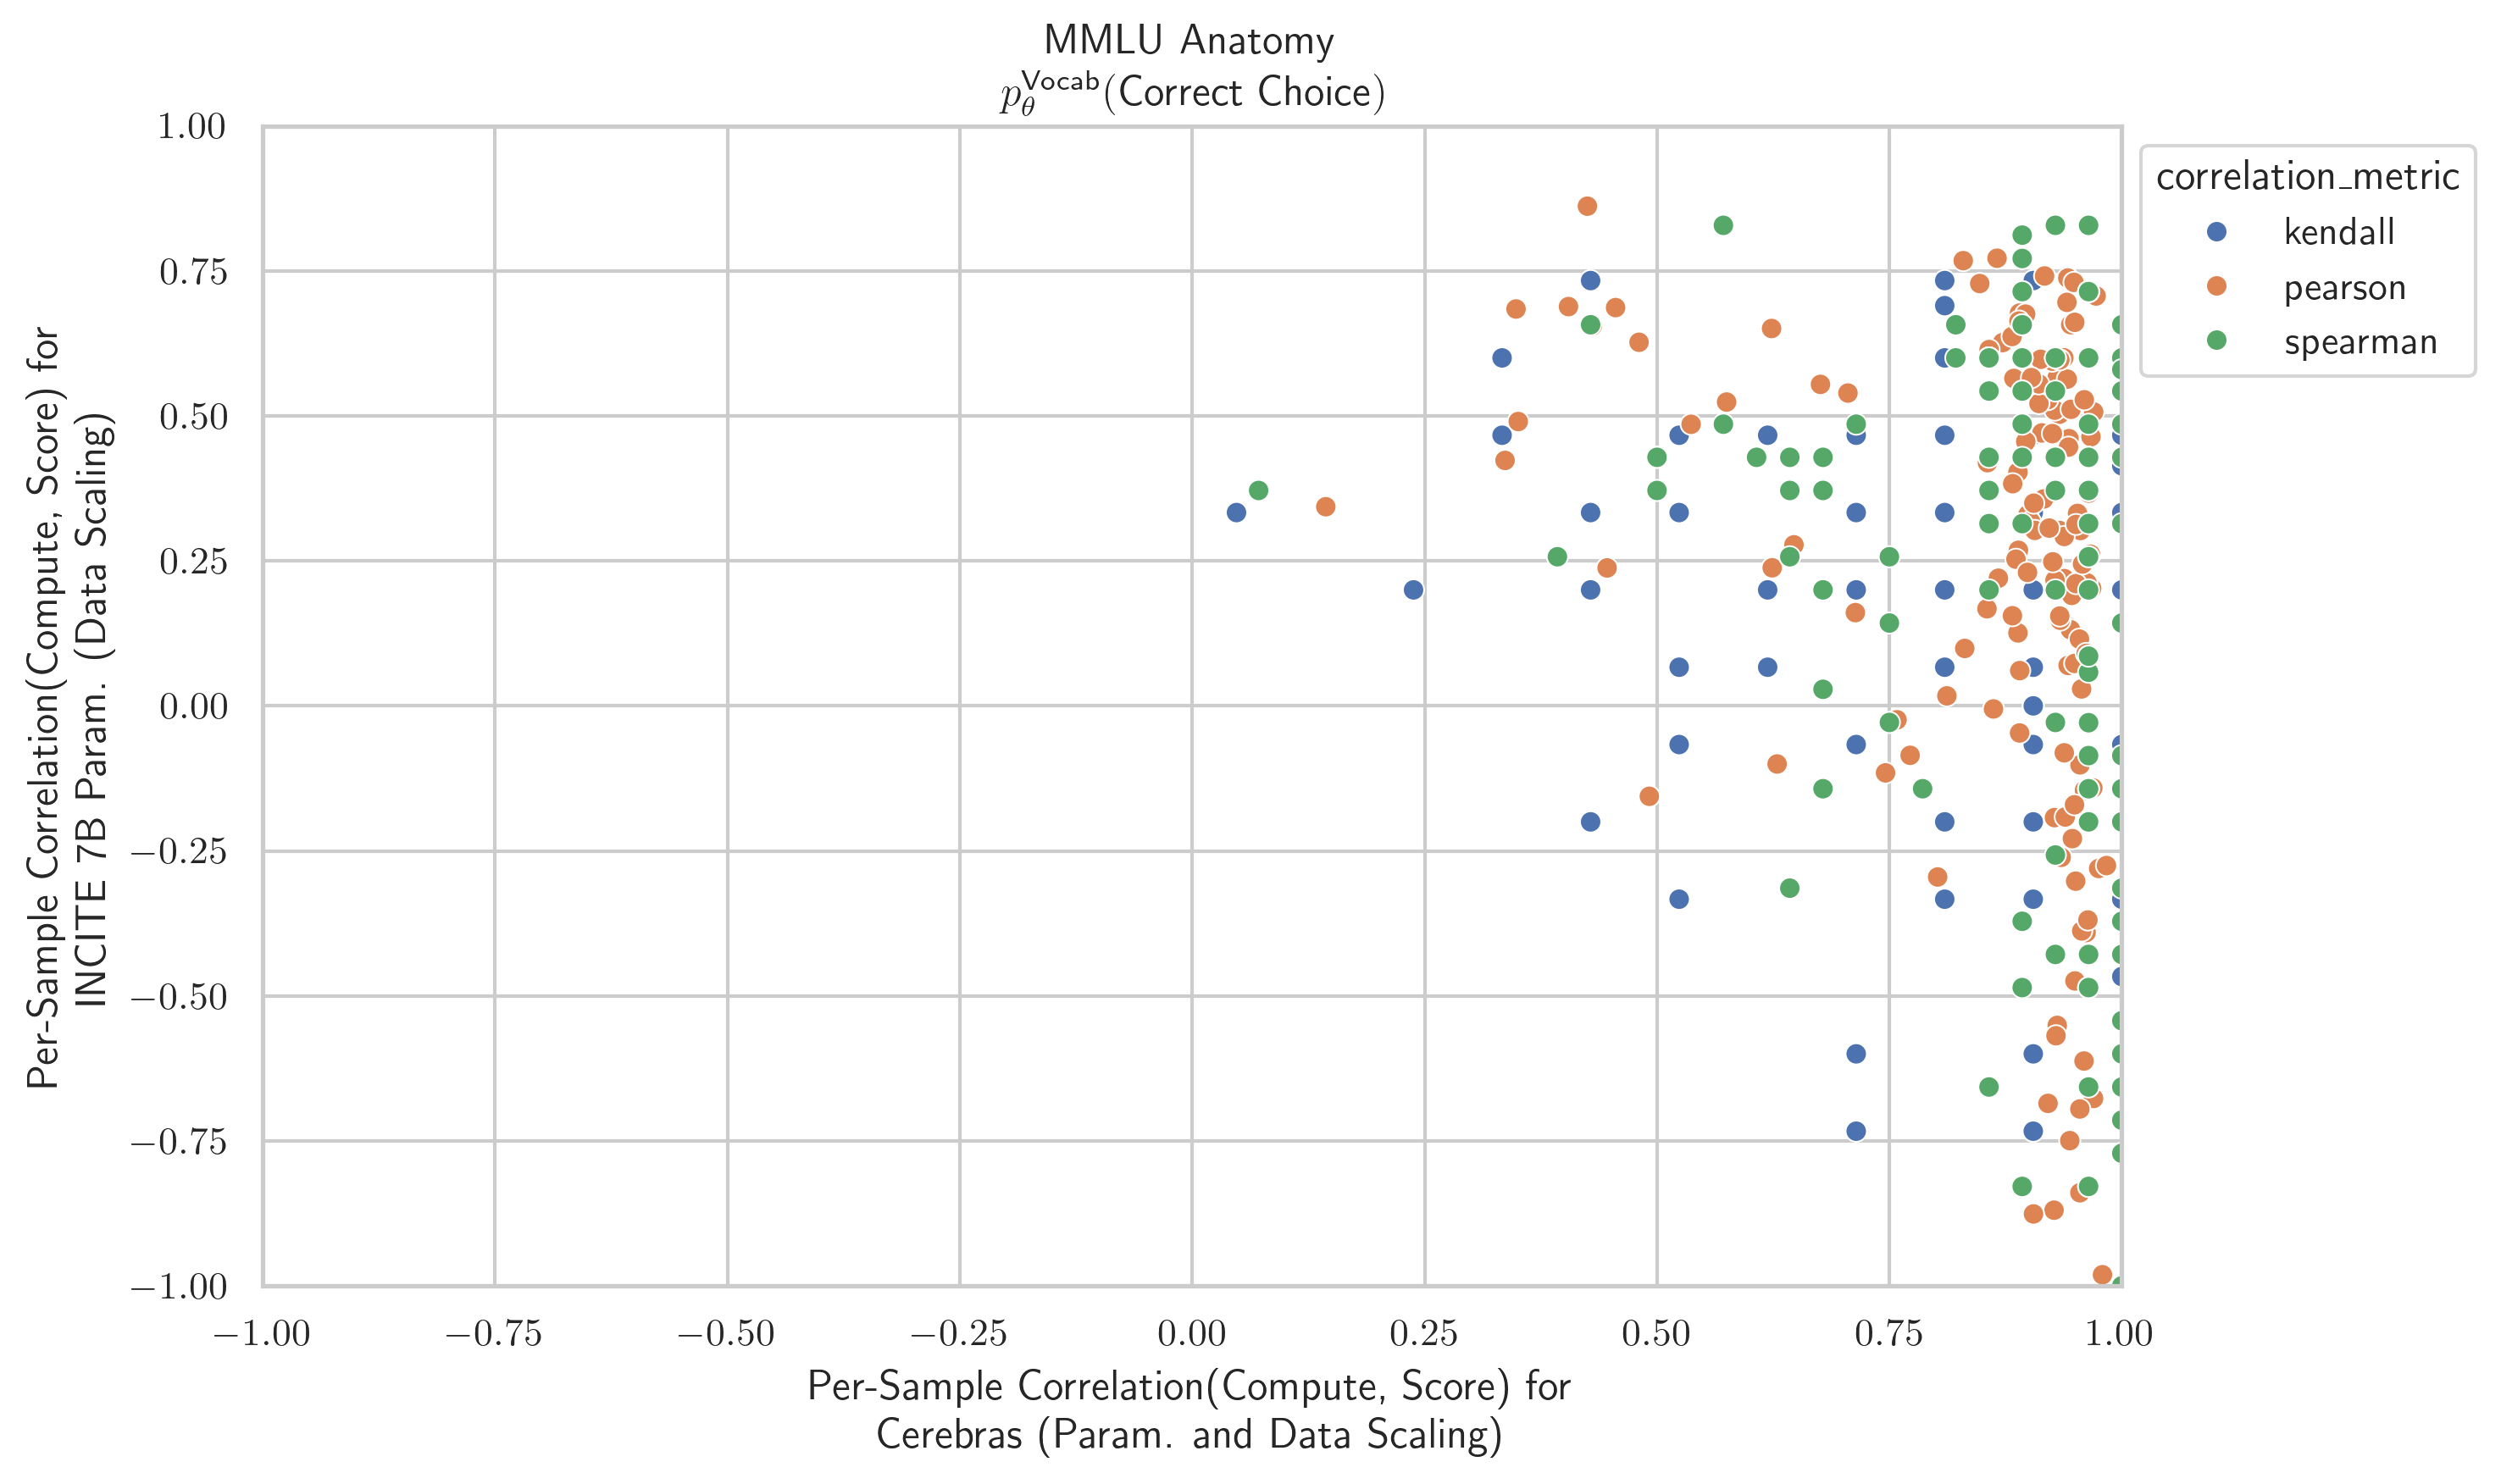 MMLU Anatomy
p_θ^Vocab(Correct Choice)
1.00
0.75
0.50
0.25
0.00
−0.25
−0.50
−0.75
−1.00
Per-Sample Correlation(Compute, Score) for
INCITE 7B Param. (Data Scaling)
correlation_metric
kendall
pearson
spearman
−1.00
−0.75
−0.50
−0.25
0.00
0.25
0.50
0.75
1.00
Per-Sample Correlation(Compute, Score) for
Cerebras (Param. and Data Scaling)